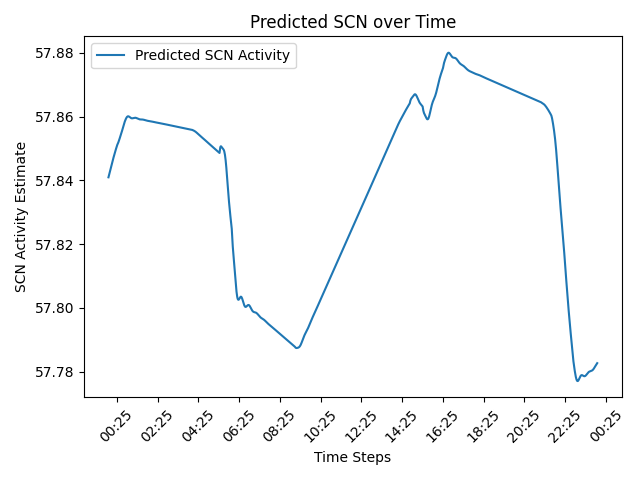 Predicted SCN over Time
Predicted SCN Activity
SCN Activity Estimate
57.88
57.86
57.84
57.82
57.80
57.78
00:25 02:25 04:25 06:25 08:25 10:25 12:25 14:25 16:25 18:25 20:25 22:25 00:25
Time Steps